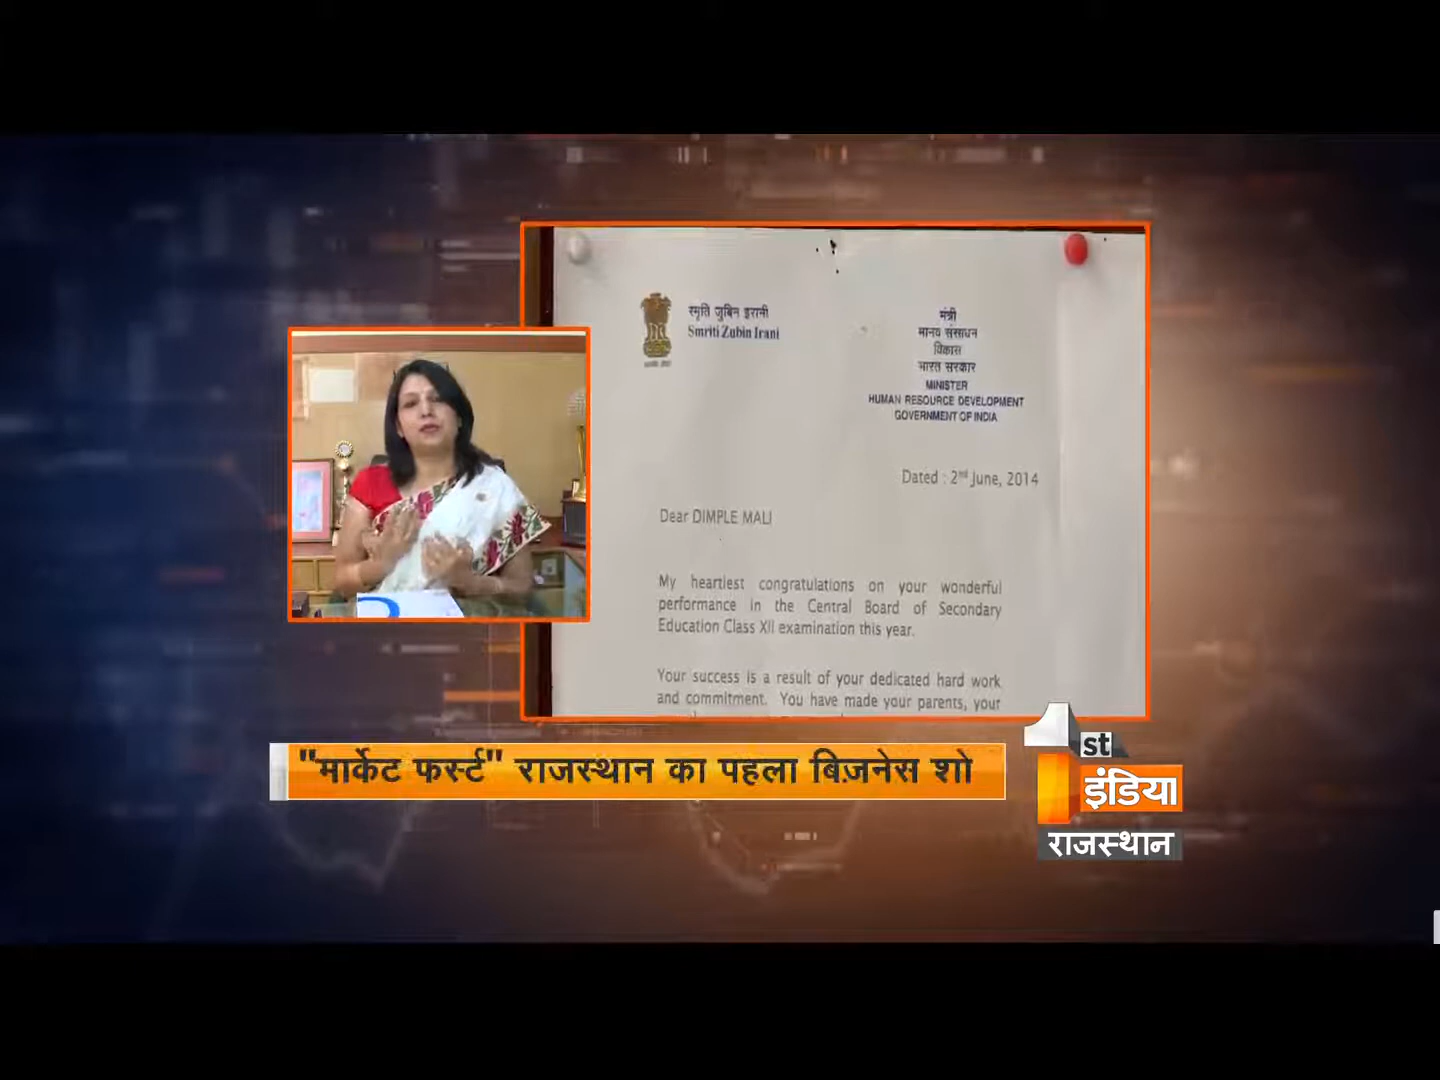 स्मृति जुबिन इरानी
Smriti Zubin Irani
मंत्री
मानव संसाधन
विकास
भारत सरकार
MINISTER
HUMAN RESOURCE DEVELOPMENT
GOVERNMENT OF INDIA
Dated : 2nd June, 2014
Dear DIMPLE MALI
My heartiest congratulations on your wonderful
performance in the Central Board of Secondary
Education Class XII examination this year.
Your success is a result of your dedicated hard work
and commitment. You have made your parents, your
"मार्केट फर्स्ट" राजस्थान का पहला बिज़नेस शो
1st
इंडिया
राजस्थान